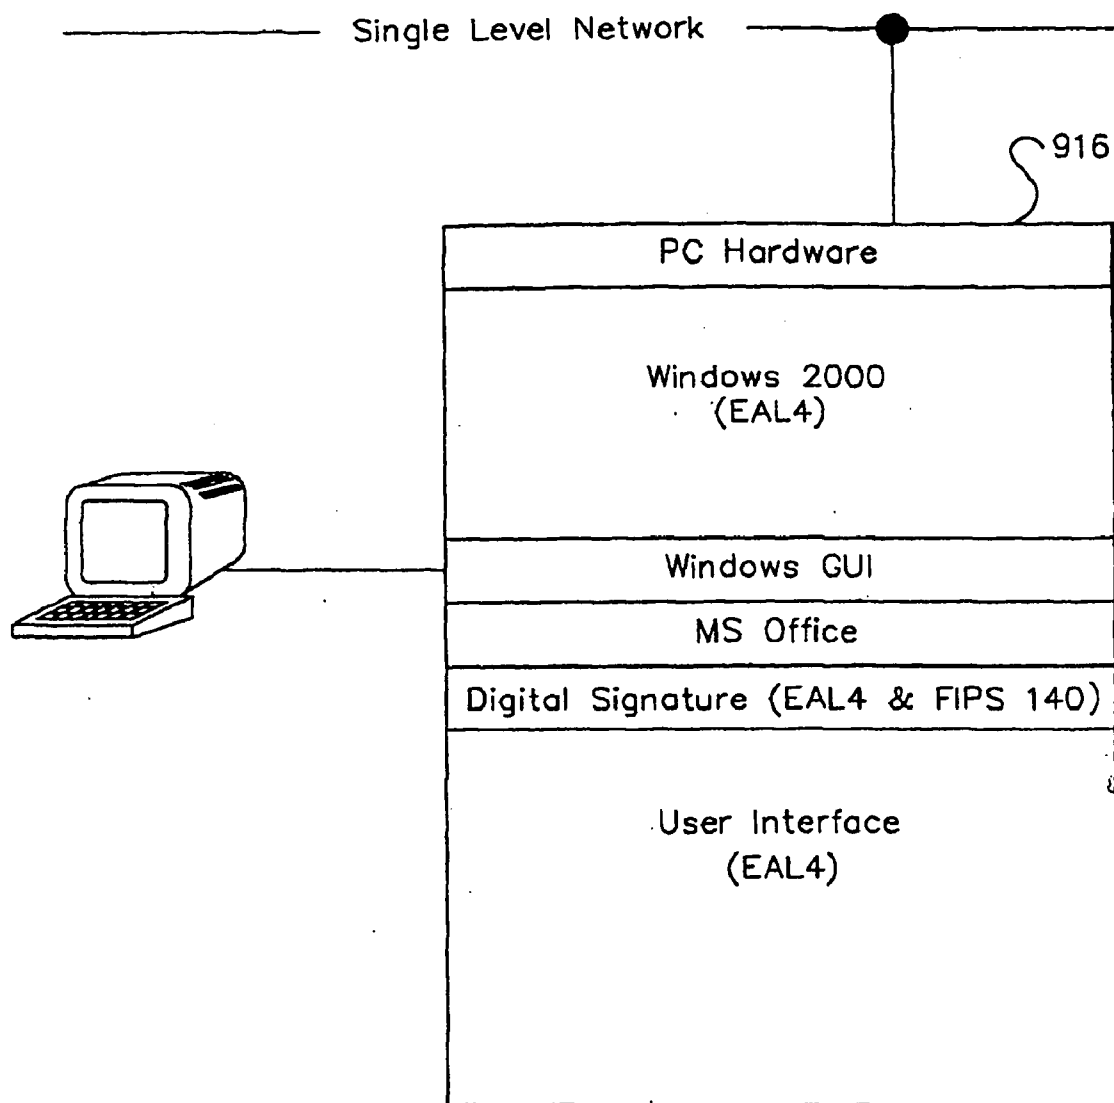 Single Level Network
916
PC Hardware
Windows 2000
(EAL4)
Windows GUI
MS Office
Digital Signature (EAL4 & FIPS 140)
User Interface
(EAL4)